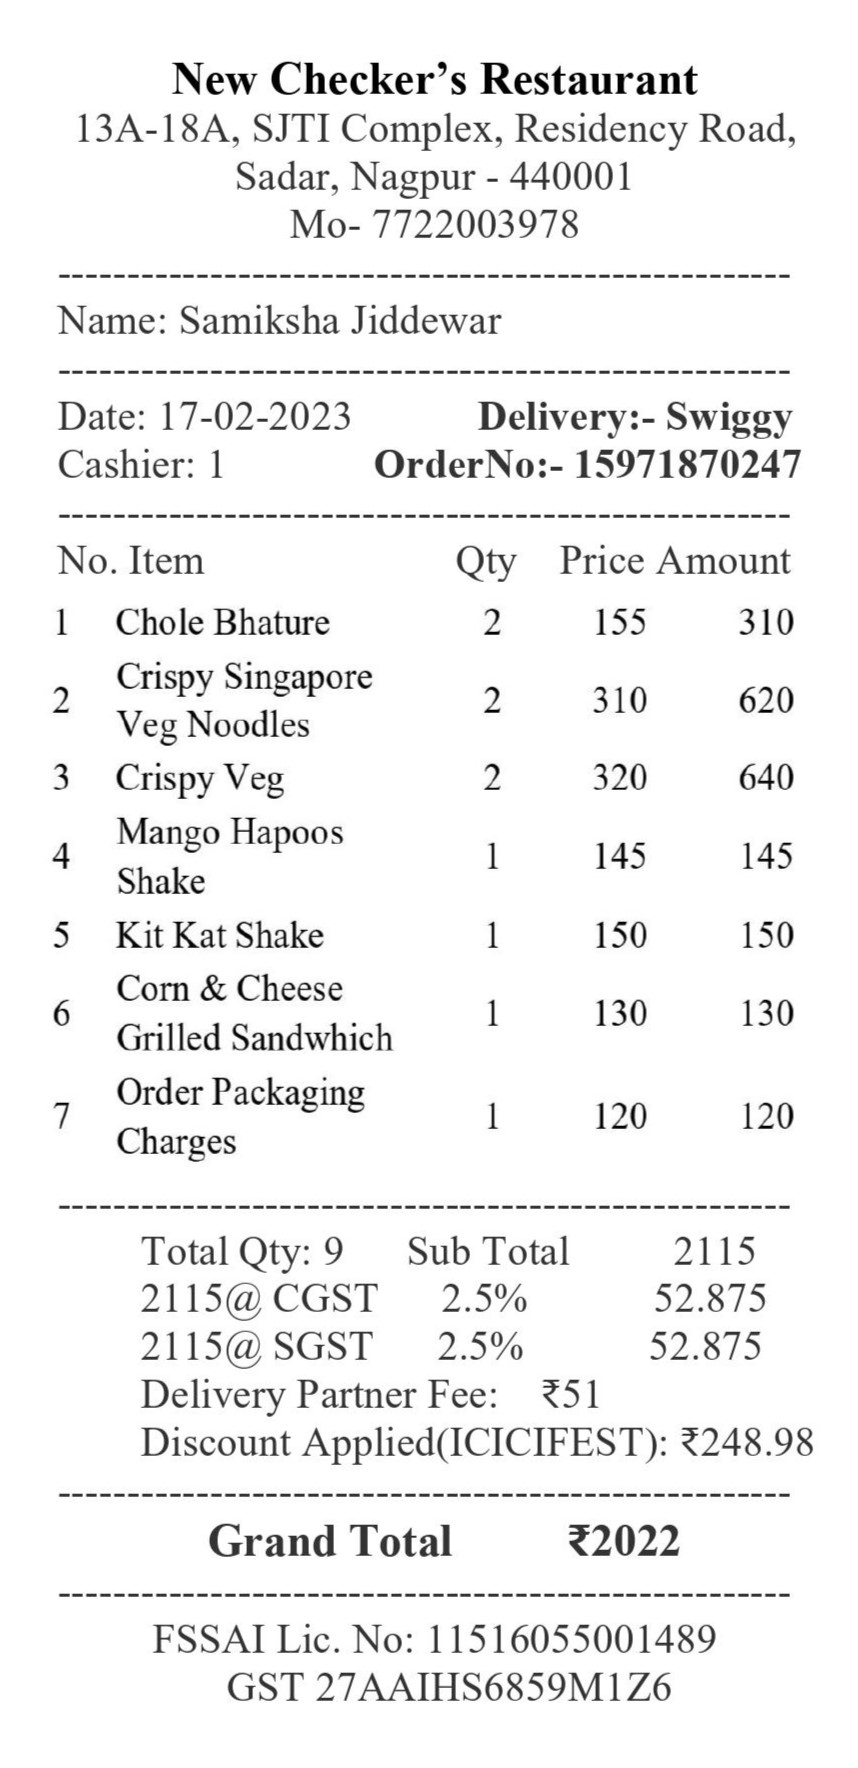 New Checker’s Restaurant
13A-18A, SJTI Complex, Residency Road,
Sadar, Nagpur - 440001
Mo- 7722003978
-----------------------------------------------------
Name: Samiksha Jiddewar
-----------------------------------------------------
Date: 17-02-2023 Delivery:- Swiggy
Cashier: 1 OrderNo:- 15971870247
-----------------------------------------------------
No. Item Qty Price Amount
1 Chole Bhature 2 155 310
2 Crispy Singapore
Veg Noodles 2 310 620
3 Crispy Veg 2 320 640
4 Mango Hapoos
Shake 1 145 145
5 Kit Kat Shake 1 150 150
6 Corn & Cheese
Grilled Sandwhich 1 130 130
7 Order Packaging
Charges 1 120 120
-----------------------------------------------------
Total Qty: 9 Sub Total 2115
2115@ CGST 2.5% 52.875
2115@ SGST 2.5% 52.875
Delivery Partner Fee: ₹51
Discount Applied(ICICIFEST): ₹248.98
-----------------------------------------------------
Grand Total ₹2022
-----------------------------------------------------
FSSAI Lic. No: 11516055001489
GST 27AAIHS6859M1Z6